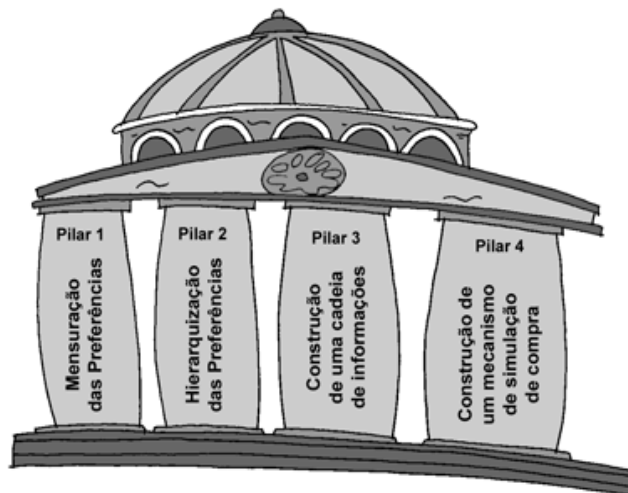 Pilar 1
Mensuração
das Preferências
Pilar 2
Hierarquização
das Preferências
Pilar 3
Construção
de uma cadeia
de informações
Pilar 4
Construção de
um mecanismo
de simulação
de compra